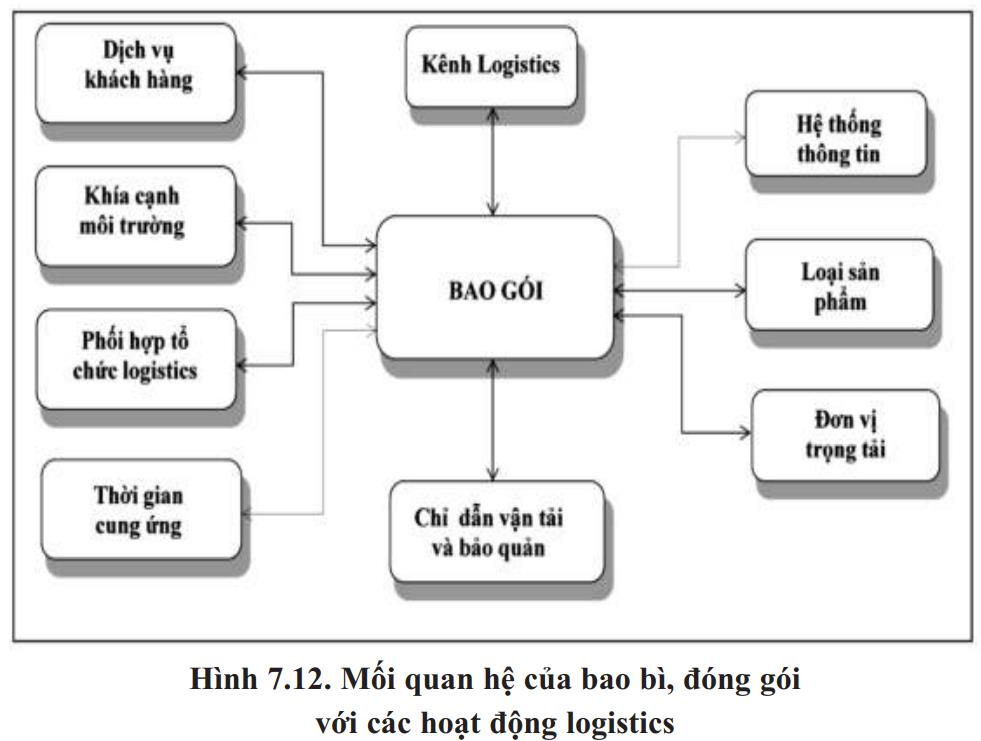 Dịch vụ
khách hàng
Kênh Logistics
Hệ thống
thông tin
Khía cạnh
môi trường
BAO GÓI
Loại sản
phẩm
Phối hợp tổ
chức logistics
Đơn vị
trọng tải
Thời gian
cung ứng
Chỉ dẫn vận tải
và bảo quản
Hình 7.12. Mối quan hệ của bao bì, đóng gói
với các hoạt động logistics